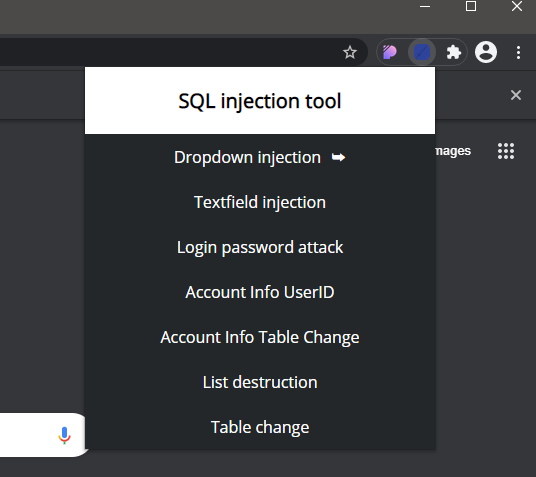 SQL injection tool
mages
Dropdown injection ➥
Textfield injection
Login password attack
Account Info UserID
Account Info Table Change
List destruction
Table change